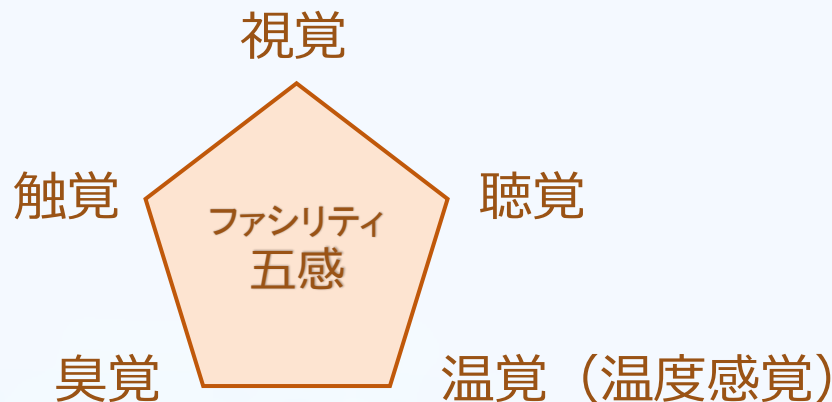 視覚
触覚
聴覚
ファシリティ
五感
臭覚
温覚（温度感覚）